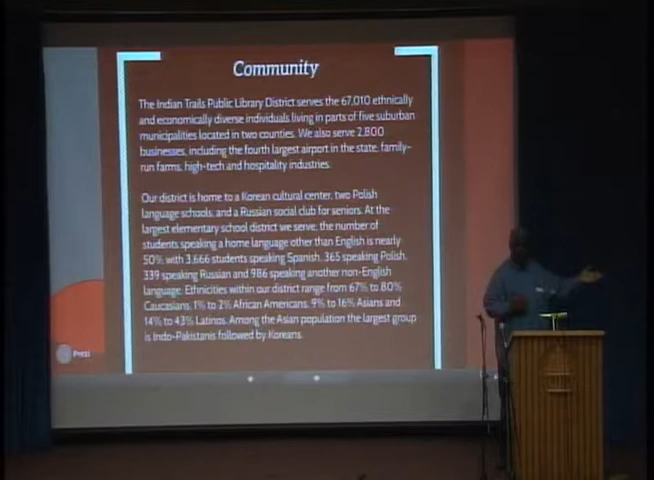 Community
The Indian Trails Public Library District serves the 67,010 ethnically
and economically diverse individuals living in parts of five suburban
municipalities located in two counties. We also serve 2,800
businesses, including the fourth largest airport in the state, family-
run farms, high-tech and hospitality industries.
Our district is home to a Korean cultural center, two Polish
language schools, and a Russian social club for seniors. At the
largest elementary school district we serve, the number of
students speaking a home language other than English is nearly
50% with 3,666 students speaking Spanish, 365 speaking Polish,
339 speaking Russian and 986 speaking another non-English
language. Ethnicities within our district range from 67% to 80%
Caucasians, 1% to 2% African Americans, 9% to 16% Asians and
14% to 43% Latinos. Among the Asian population the largest group
is Indo-Pakistanis followed by Koreans.
Prezi